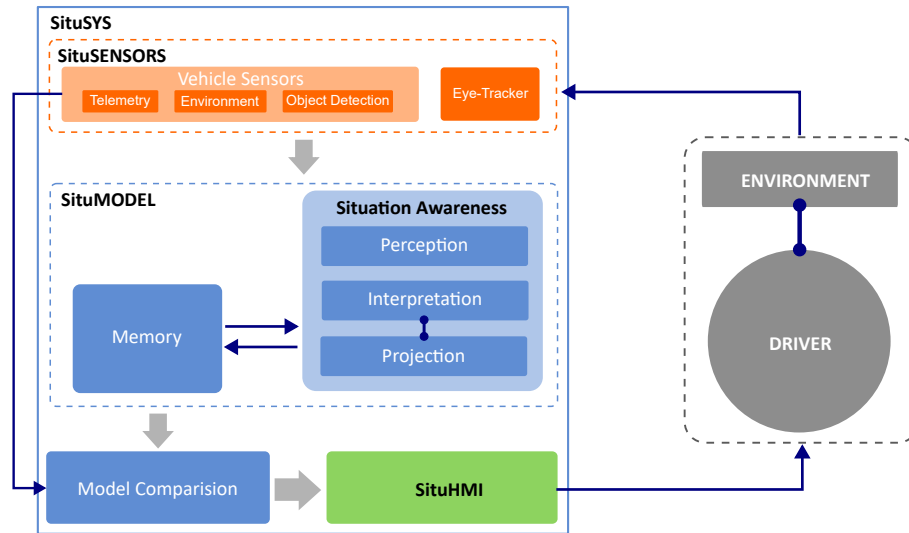 SituSYS
SituSENSORS
Vehicle Sensors
Telemetry
Environment
Object Detection
Eye-Tracker
SituMODEL
Situation Awareness
Perception
Interpretation
Projection
Memory
Model Comparision
SituHMI
ENVIRONMENT
DRIVER